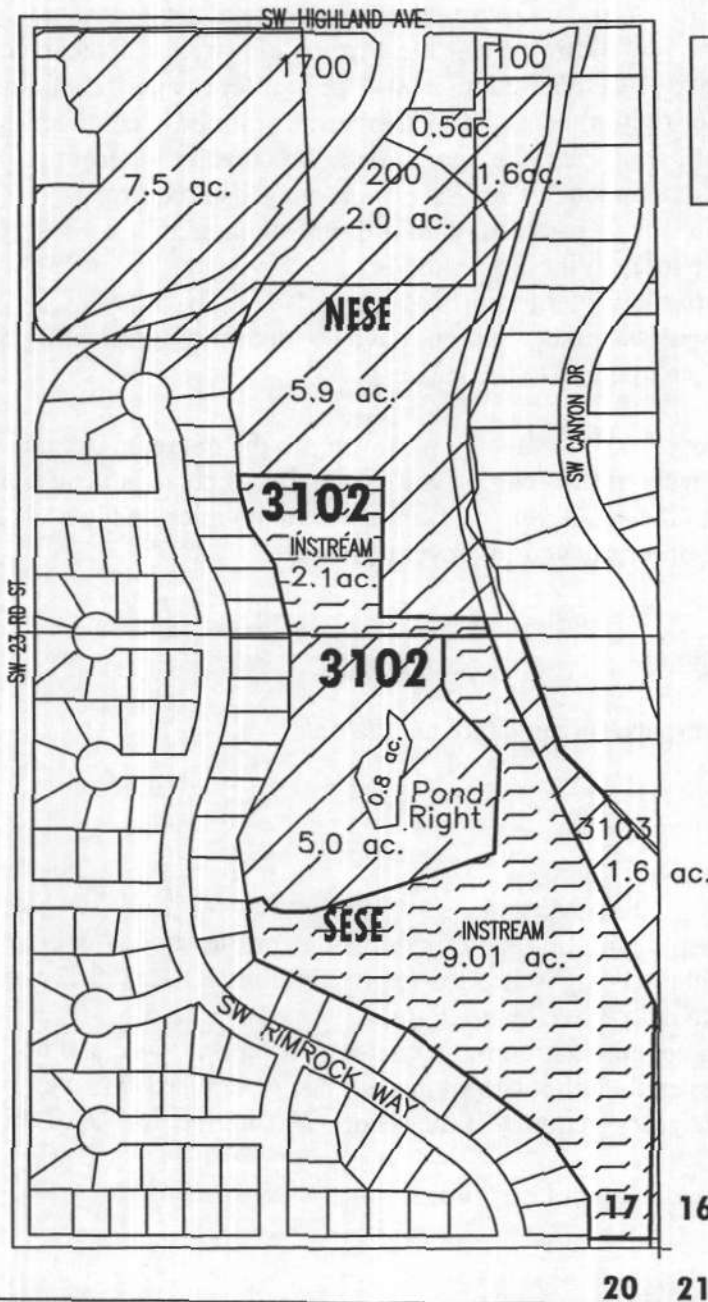 SW HIGHLAND AVE
1700
100
0.5ac.
7.5 ac.
200
1.6ac.
2.0 ac.
NESE
5.9 ac.
SW CANYON DR
3102
INSTREAM
2.1ac.
SW 23 RD ST
3102
0.8 ac.
Pond
Right
5.0 ac.
3103
1.6 ac.
SESE
INSTREAM
9.01 ac.
SW RIMROCK WAY
17 16
20 21